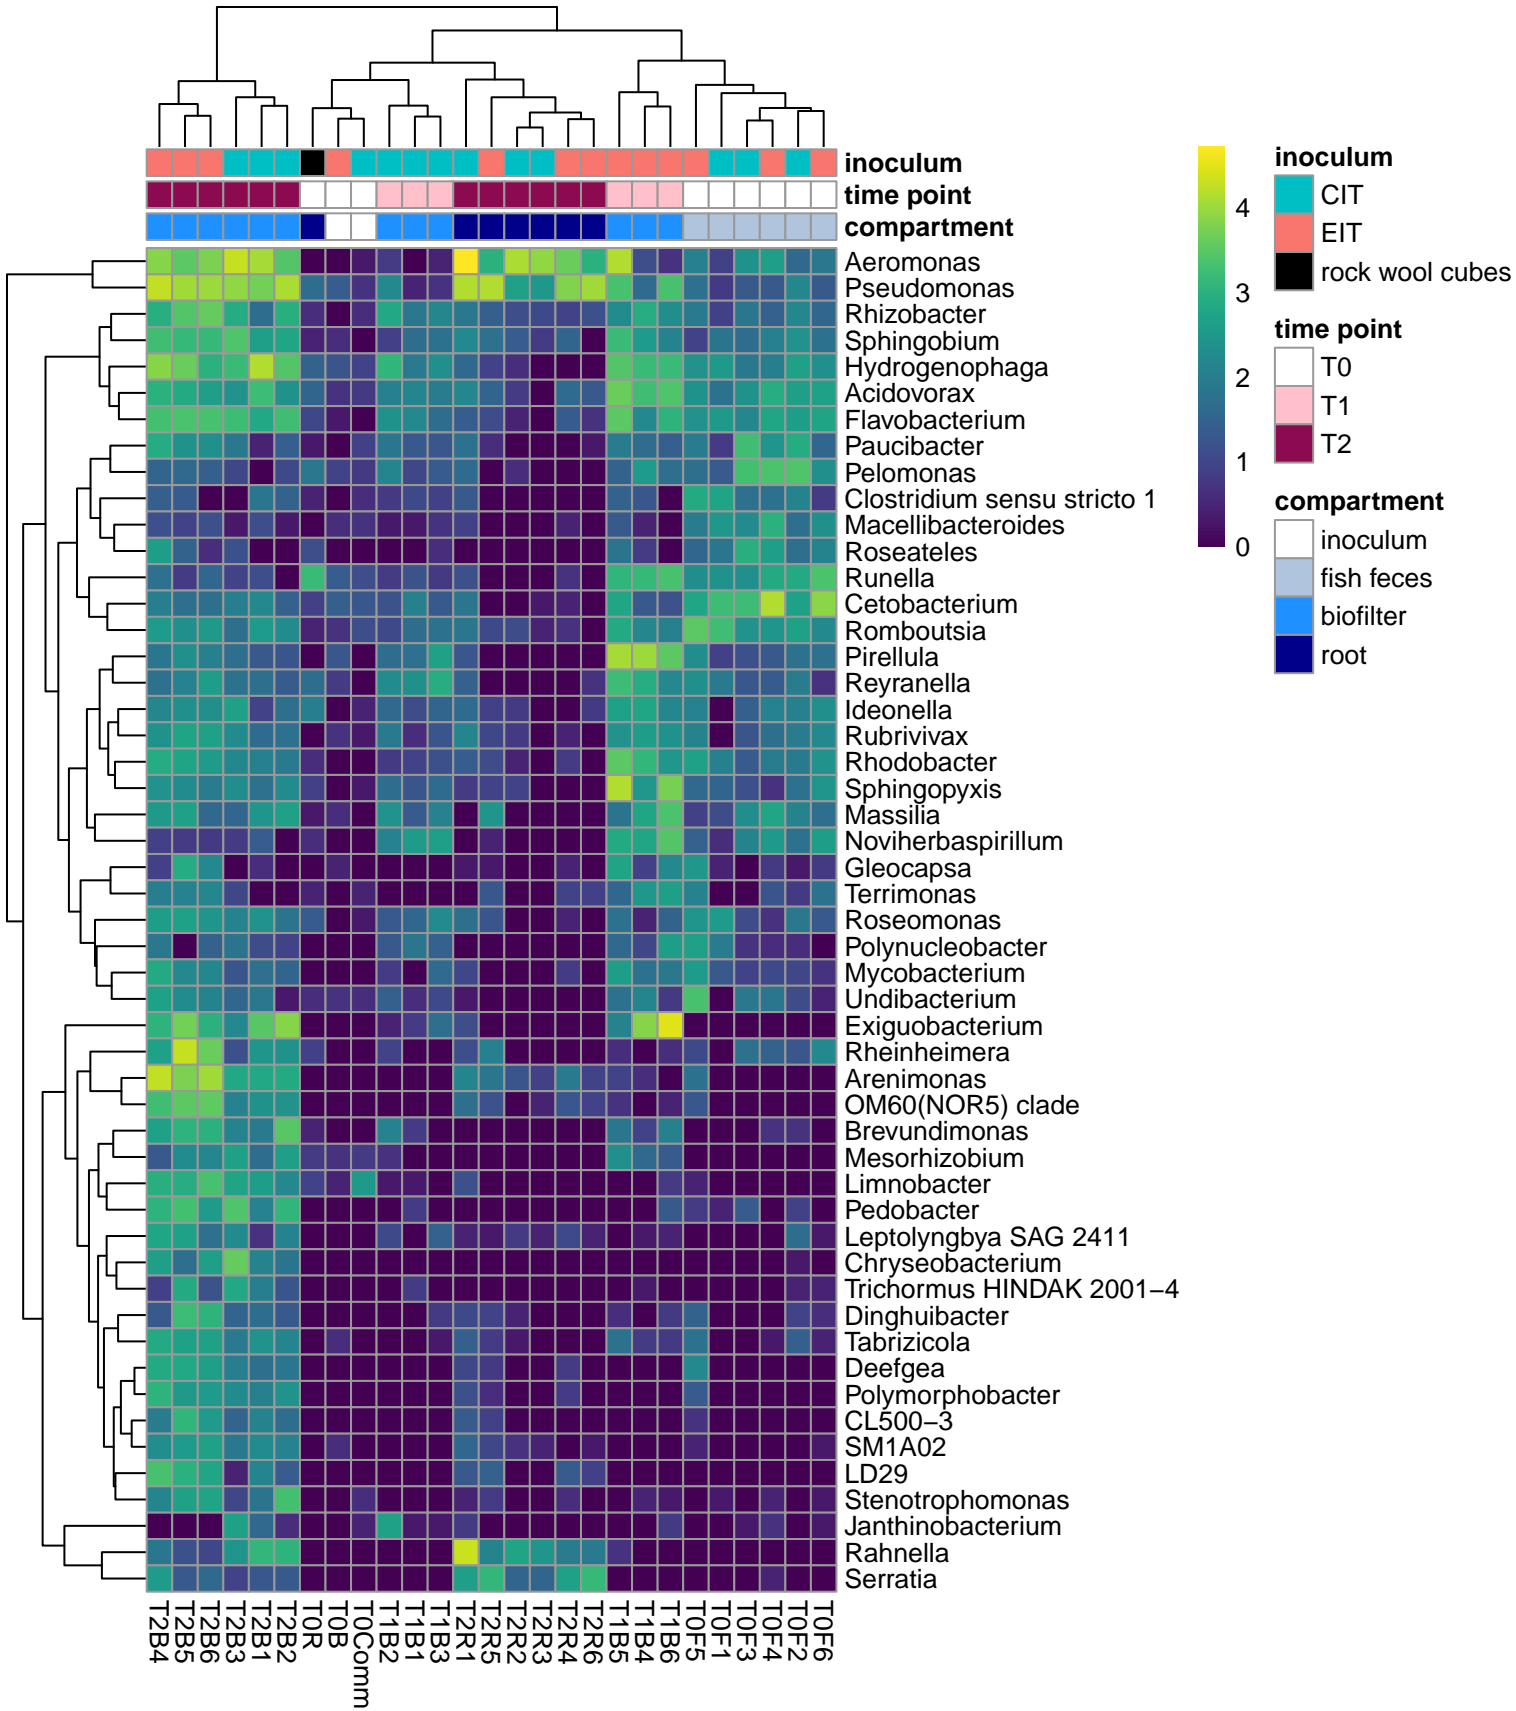 inoculum
time point
compartment
Aeromonas
Pseudomonas
Rhizobacter
Sphingobium
Hydrogenophaga
Acidovorax
Flavobacterium
Paucibacter
Pelomonas
Clostridium sensu stricto 1
Macellibacteroides
Roseateles
Runella
Cetobacterium
Romboutsia
Pirellula
Reyranella
Ideonella
Rubrivivax
Rhodobacter
Sphingopyxis
Massilia
Noviherbaspirillum
Gleocapsa
Terrimonas
Roseomonas
Polynucleobacter
Mycobacterium
Undibacterium
Exiguobacterium
Rheinheimera
Arenimonas
OM60(NOR5) clade
Brevundimonas
Mesorhizobium
Limnobacter
Pedobacter
Leptolyngbya SAG 2411
Chryseobacterium
Trichormus HINDAK 2001−4
Dinghuibacter
Tabrizicola
Deefgea
Polymorphobacter
CL500−3
SM1A02
LD29
Stenotrophomonas
Janthinobacterium
Rahnella
Serratia
T2B4
T2B5
T2B6
T2B3
T2B1
T2B2
T0R
T0B
T0Comm
T1B2
T1B1
T1B3
T2R1
T2R5
T2R2
T2R3
T2R4
T2R6
T1B5
T1B4
T1B6
T0F5
T0F1
T0F3
T0F4
T0F2
T0F6
4
3
2
1
0
inoculum
CIT
EIT
rock wool cubes
time point
T0
T1
T2
compartment
inoculum
fish feces
biofilter
root